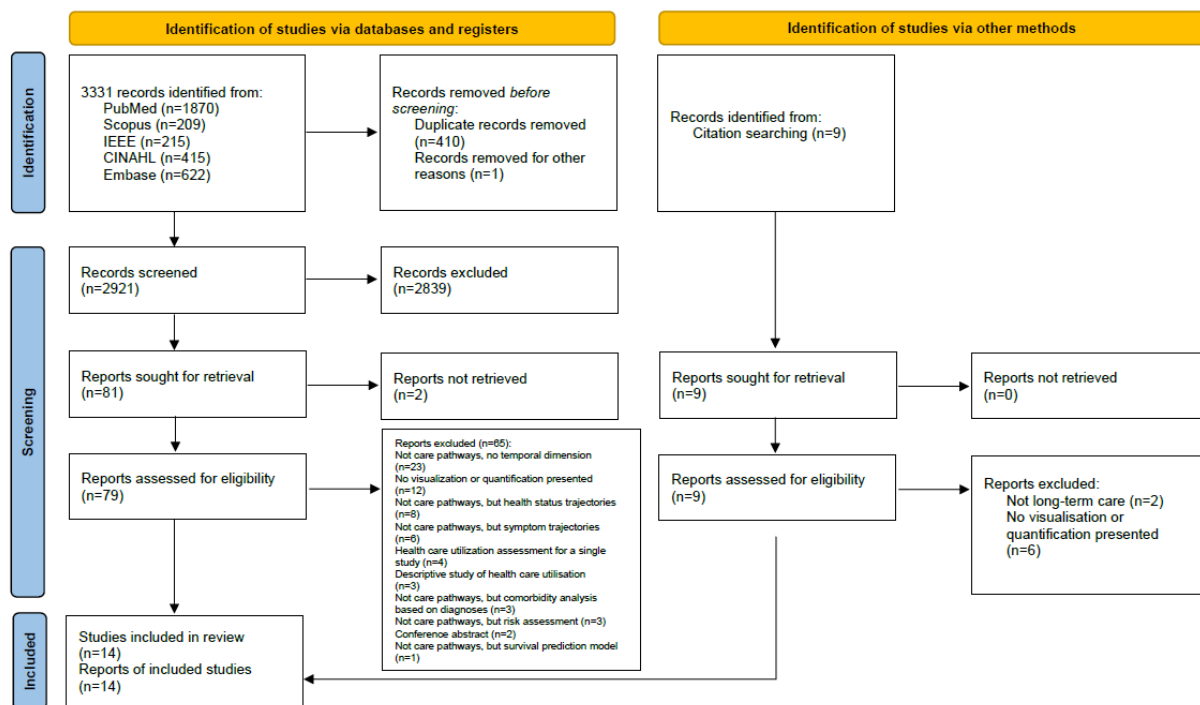 Identification of studies via databases and registers
Identification of studies via other methods
Identification
3331 records identified from:
PubMed (n=1870)
Scopus (n=209)
IEEE (n=215)
CINAHL (n=415)
Embase (n=622)
Records removed before
screening:
Duplicate records removed
(n=410)
Records removed for other
reasons (n=1)
Records identified from:
Citation searching (n=9)
Screening
Records screened
(n=2921)
Records excluded
(n=2839)
Reports sought for retrieval
(n=81)
Reports not retrieved
(n=2)
Reports sought for retrieval
(n=9)
Reports not retrieved
(n=0)
Reports assessed for eligibility
(n=79)
Reports excluded (n=65):
Not care pathways, no temporal dimension
(n=23)
No visualization or quantification presented
(n=12)
Not care pathways, but health status trajectories
(n=8)
Not care pathways, but symptom trajectories
(n=6)
Health care utilization assessment for a single
study (n=4)
Descriptive study of health care utilisation
(n=3)
Not care pathways, but comorbidity analysis
based on diagnoses (n=3)
Not care pathways, but risk assessment (n=3)
Conference abstract (n=2)
Not care pathways, but survival prediction model
(n=1)
Reports assessed for eligibility
(n=9)
Reports excluded:
Not long-term care (n=2)
No visualisation or
quantification presented
(n=6)
Included
Studies included in review
(n=14)
Reports of included studies
(n=14)